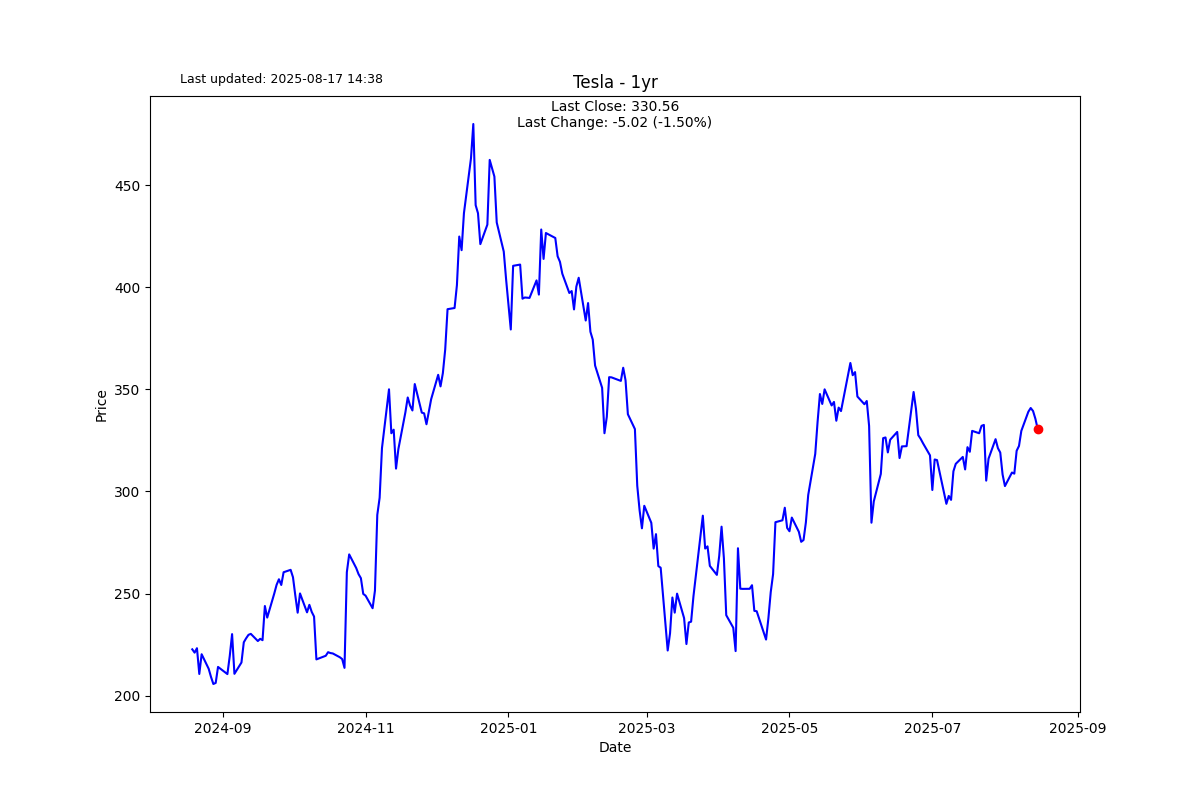 Last updated: 2025-08-17 14:38
Tesla - 1yr
Last Close: 330.56
Last Change: -5.02 (-1.50%)
Price
450
400
350
300
250
200
2024-09 2024-11 2025-01 2025-03 2025-05 2025-07 2025-09
Date